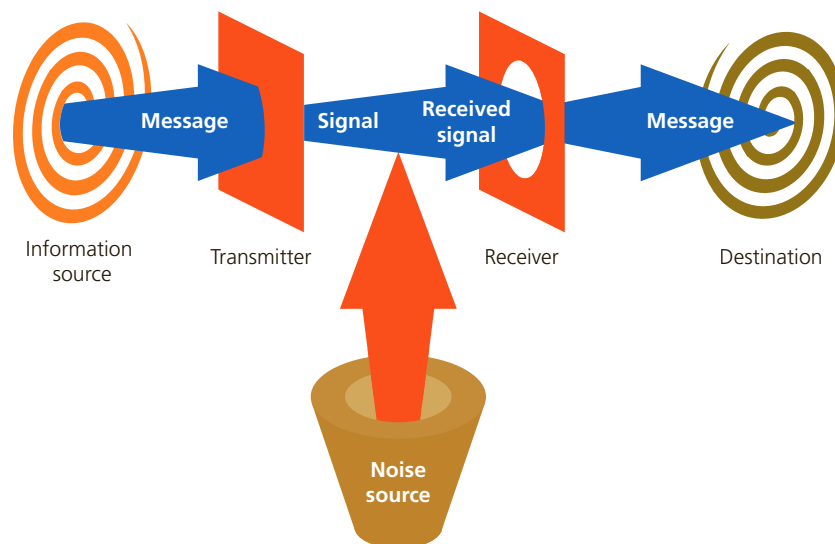 Message
Signal
Received
signal
Message
Information
source
Transmitter
Receiver
Destination
Noise
source